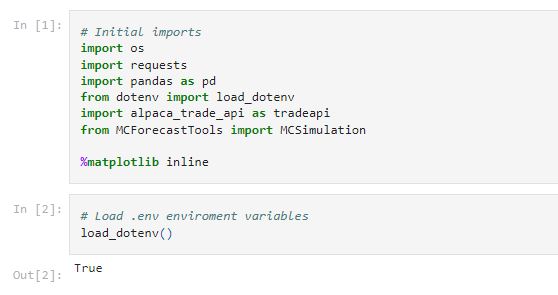 In [1]:
# Initial imports
import os
import requests
import pandas as pd
from dotenv import load_dotenv
import alpaca_trade_api as tradeapi
from MCForecastTools import MCSimulation
%matplotlib inline
In [2]:
# Load .env enviroment variables
load_dotenv()
Out[2]:
True